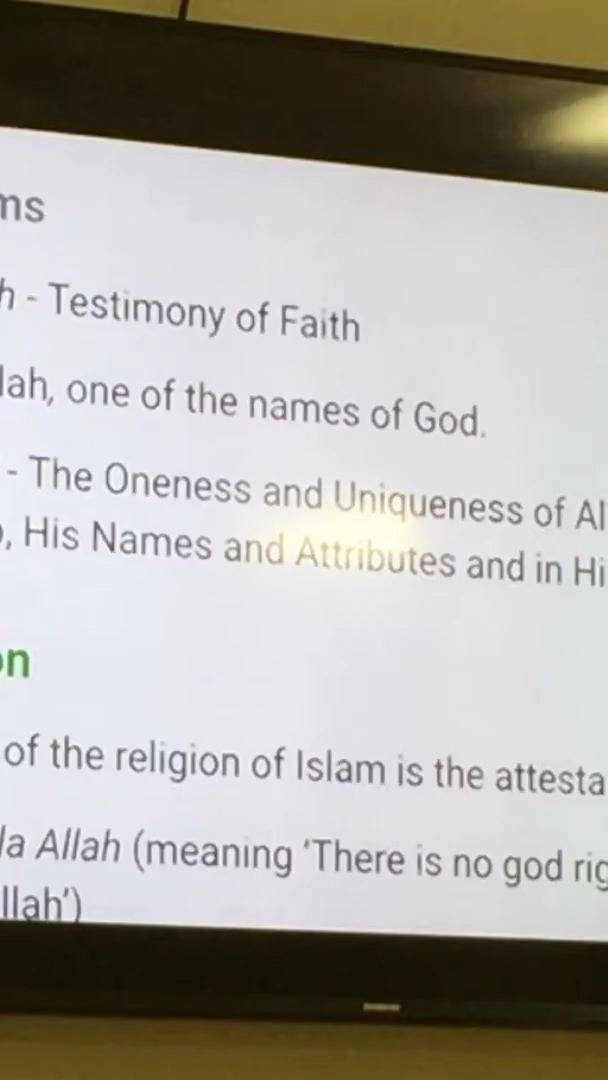 ms
h - Testimony of Faith
lah, one of the names of God.
- The Oneness and Uniqueness of Al
, His Names and Attributes and in Hi
on
of the religion of Islam is the attesta
la Allah (meaning ‘There is no god rig
llah’)